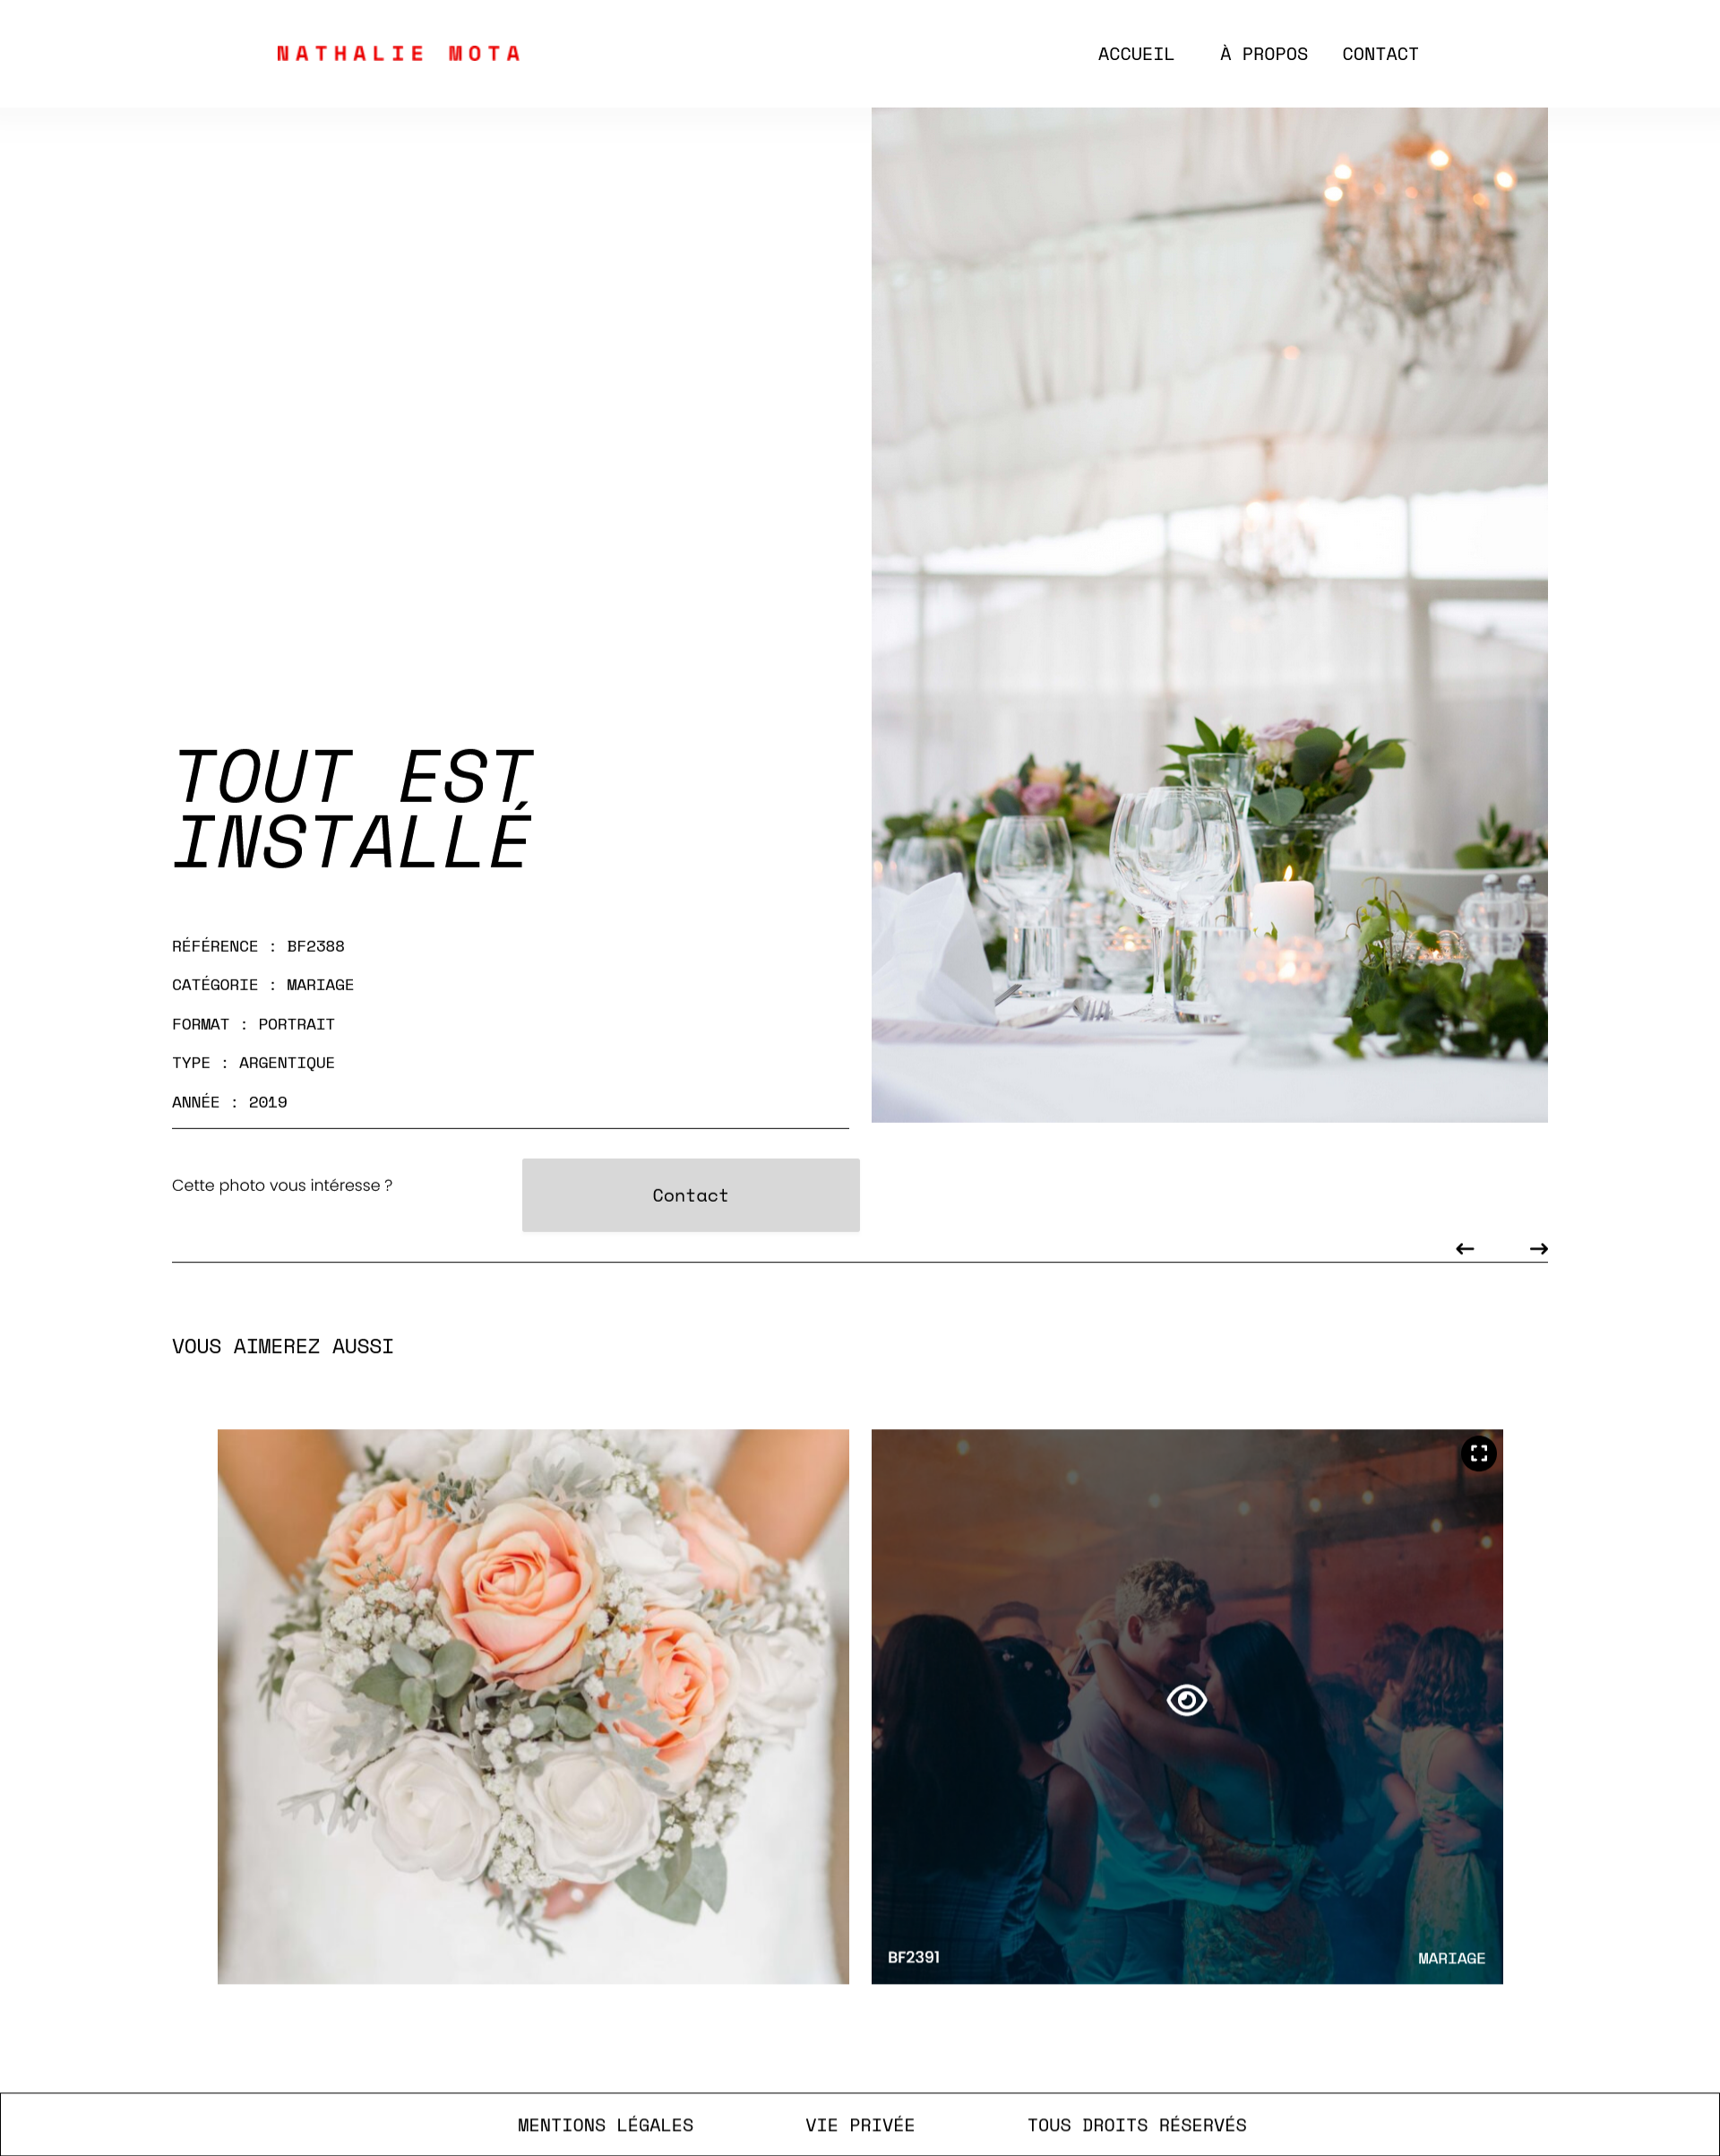 NATHALIE MOTA
ACCUEIL
À PROPOS
CONTACT
TOUT EST
INSTALLÉ
RÉFÉRENCE : BF2388
CATÉGORIE : MARIAGE
FORMAT : PORTRAIT
TYPE : ARGENTIQUE
ANNÉE : 2019
Cette photo vous intéresse ?
Contact
VOUS AIMEREZ AUSSI
BF2391
MARIAGE
MENTIONS LÉGALES
VIE PRIVÉE
TOUS DROITS RÉSERVÉS